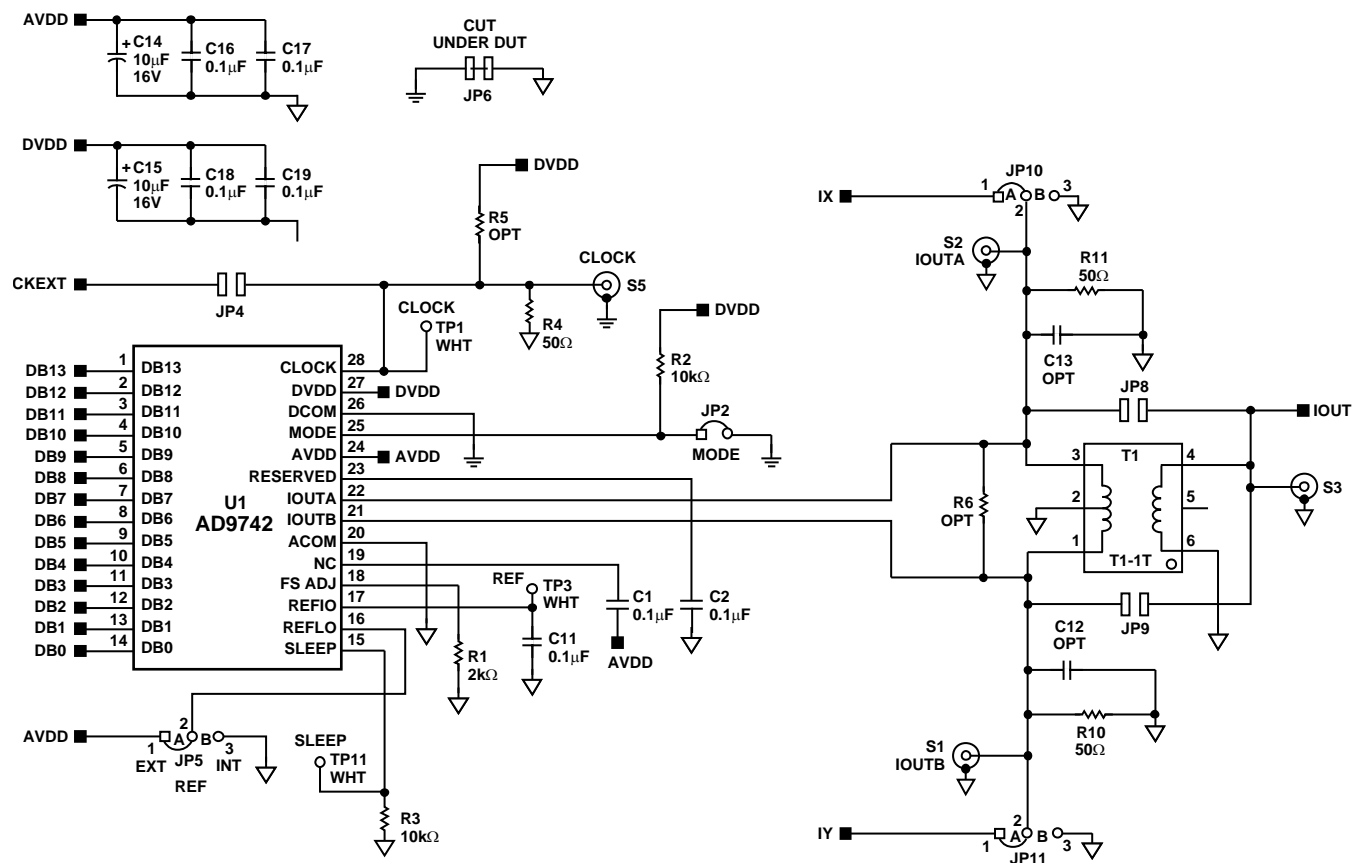 AVDD
+ C14
10µF
16V
C16
0.1µF
C17
0.1µF
CUT
UNDER DUT
JP6
DVDD
+ C15
10µF
16V
C18
0.1µF
C19
0.1µF
DVDD
R5
OPT
CKEXT
JP4
CLOCK
S5
CLOCK
TP1
WHT
R4
50Ω
DVDD
R2
10kΩ
JP2
MODE
DB13 1 DB13
DB12 2 DB12
DB11 3 DB11
DB10 4 DB10
DB9 5 DB9
DB8 6 DB8
DB7 7 DB7
DB6 8 DB6
DB5 9 DB5
DB4 10 DB4
DB3 11 DB3
DB2 12 DB2
DB1 13 DB1
DB0 14 DB0
U1
AD9742
CLOCK 28
DVDD 27 DVDD
DCOM 26
MODE 25
AVDD 24 AVDD
RESERVED 23
IOUTA 22
IOUTB 21
ACOM 20
NC 19
FS ADJ 18
REFIO 17
REFLO 16
SLEEP 15
REF
TP3
WHT
C11
0.1µF
C1
0.1µF
AVDD
C2
0.1µF
R1
2kΩ
AVDD
1 A 2 B 3
EXT JP5 INT
REF
SLEEP
TP11
WHT
R3
10kΩ
IX
JP10
1 A B 3
2
S2
IOUTA
R11
50Ω
C13
OPT
JP8
IOUT
R6
OPT
T1
3 4
2 5
1 6
T1-1T
S3
JP9
C12
OPT
R10
50Ω
S1
IOUTB
IY
2
1 A B 3
JP11